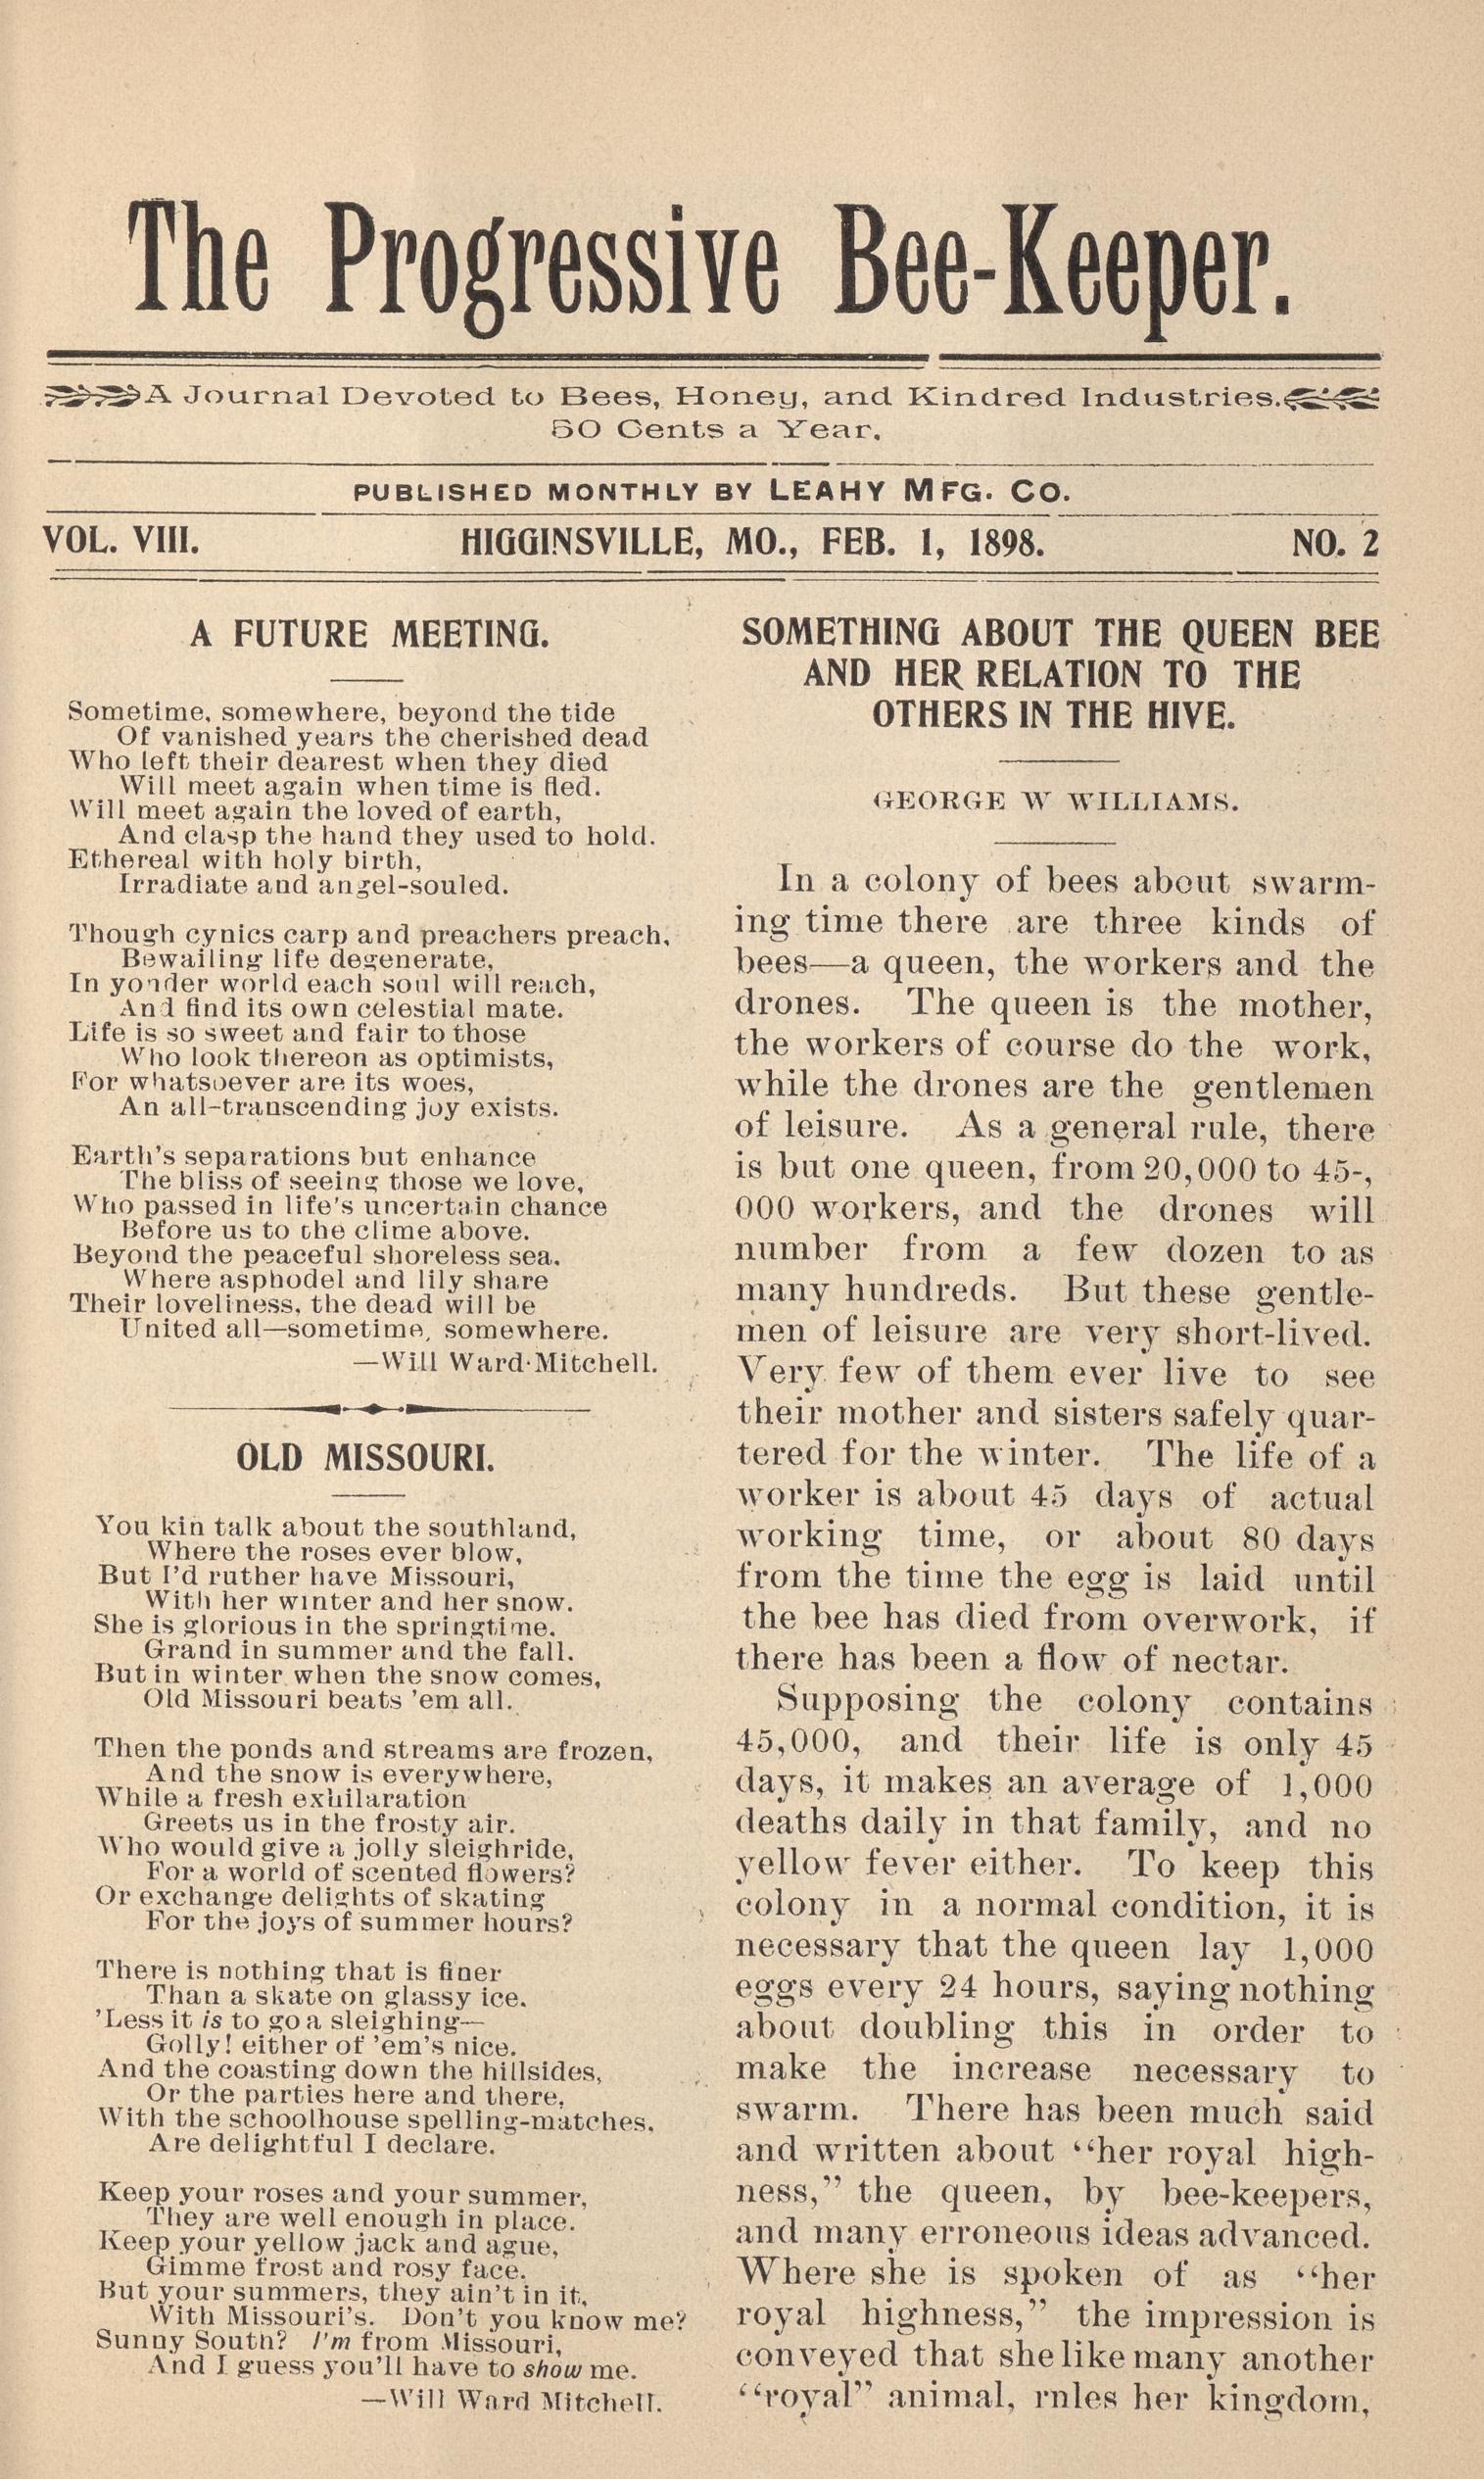 The Progressive Bee-Keeper.
A Journal Devoted to Bees, Honey, and Kindred Industries.
50 Cents a Year.
PUBLISHED MONTHLY BY LEAHY MFG. CO.
VOL. VIII. HIGGINSVILLE, MO., FEB. 1, 1898. NO. 2
A FUTURE MEETING.
Sometime, somewhere, beyond the tide
Of vanished years the cherished dead
Who left their dearest when they died
Will meet again when time is fled.
Will meet again the loved of earth,
And clasp the hand they used to hold.
Ethereal with holy birth,
Irradiate and angel-souled.
Though cynics carp and preachers preach,
Bewailing life degenerate,
In yonder world each soul will reach,
And find its own celestial mate.
Life is so sweet and fair to those
Who look thereon as optimists,
For whatsoever are its woes,
An all-transcending joy exists.
Earth's separations but enhance
The bliss of seeing those we love,
Who passed in life's uncertain chance
Before us to the clime above.
Beyond the peaceful shoreless sea,
Where asphodel and lily share
Their loveliness, the dead will be
United all—sometime, somewhere.
—Will Ward Mitchell.
OLD MISSOURI.
You kin talk about the southland,
Where the roses ever blow,
But I'd ruther have Missouri,
With her winter and her snow.
She is glorious in the springtime.
Grand in summer and the fall.
But in winter when the snow comes,
Old Missouri beats 'em all.
Then the ponds and streams are frozen,
And the snow is everywhere,
While a fresh exhilaration
Greets us in the frosty air.
Who would give a jolly sleighride,
For a world of scented flowers?
Or exchange delights of skating
For the joys of summer hours?
There is nothing that is finer
Than a skate on glassy ice.
'Less it is to go a sleighing—
Golly! either of 'em's nice.
And the coasting down the hillsides,
Or the parties here and there,
With the schoolhouse spelling-matches,
Are delightful I declare.
Keep your roses and your summer,
They are well enough in place.
Keep your yellow jack and ague,
Gimme frost and rosy face.
But your summers, they ain't in it,
With Missouri's. Don't you know me?
Sunny South? I'm from Missouri,
And I guess you'll have to show me.
—Will Ward Mitchell.
SOMETHING ABOUT THE QUEEN BEE
AND HER RELATION TO THE
OTHERS IN THE HIVE.
GEORGE W WILLIAMS.
In a colony of bees about swarm-
ing time there are three kinds of
bees—a queen, the workers and the
drones. The queen is the mother,
the workers of course do the work,
while the drones are the gentlemen
of leisure. As a general rule, there
is but one queen, from 20,000 to 45-,
000 workers, and the drones will
number from a few dozen to as
many hundreds. But these gentle-
men of leisure are very short-lived.
Very few of them ever live to see
their mother and sisters safely quar-
tered for the winter. The life of a
worker is about 45 days of actual
working time, or about 80 days
from the time the egg is laid until
the bee has died from overwork, if
there has been a flow of nectar.
Supposing the colony contains
45,000, and their life is only 45
days, it makes an average of 1,000
deaths daily in that family, and no
yellow fever either. To keep this
colony in a normal condition, it is
necessary that the queen lay 1,000
eggs every 24 hours, saying nothing
about doubling this in order to
make the increase necessary to
swarm. There has been much said
and written about "her royal high-
ness," the queen, by bee-keepers,
and many erroneous ideas advanced.
Where she is spoken of as "her
royal highness," the impression is
conveyed that she like many another
"royal" animal, rnles her kingdom,